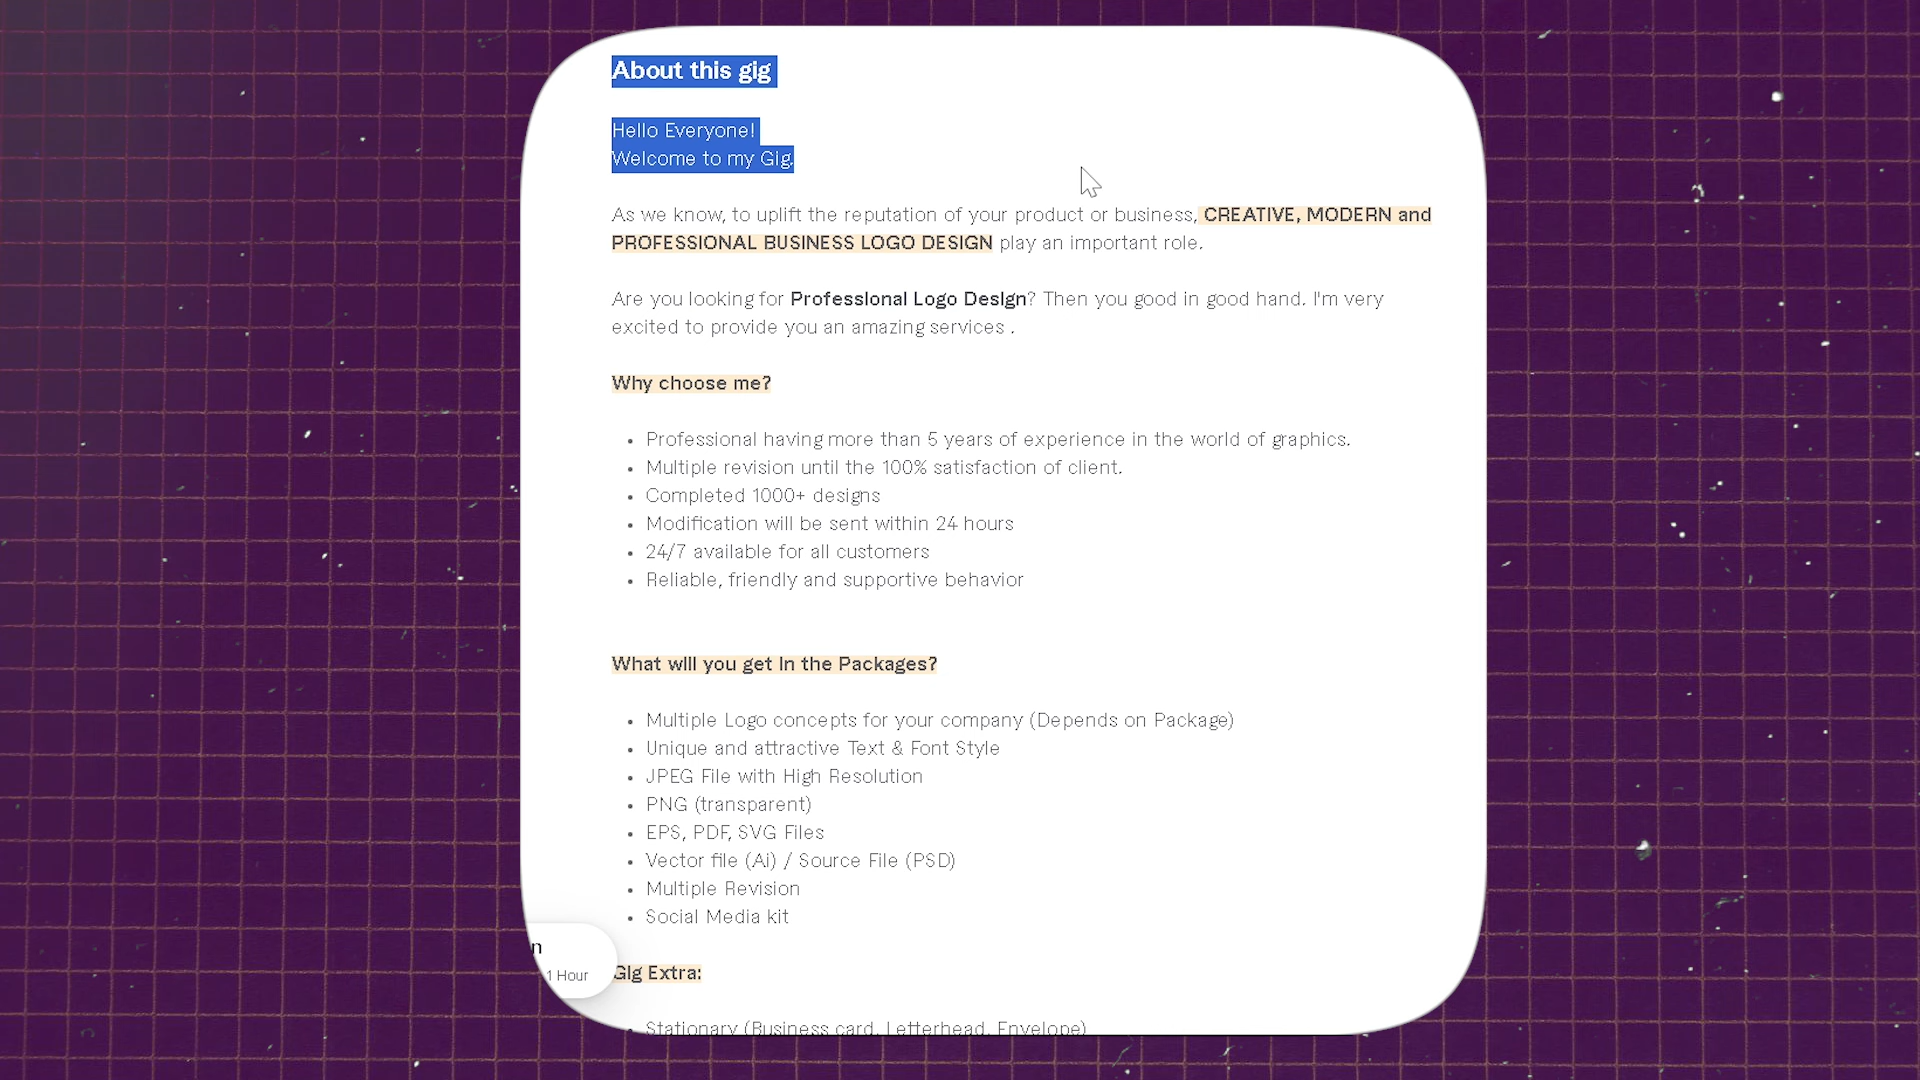 About this gig
Hello Everyone!
Welcome to my Gig.
As we know, to uplift the reputation of your product or business, CREATIVE, MODERN and
PROFESSIONAL BUSINESS LOGO DESIGN play an important role.
Are you looking for Professional Logo Design? Then you good in good hand. I'm very
excited to provide you an amazing services .
Why choose me?
• Professional having more than 5 years of experience in the world of graphics.
• Multiple revision until the 100% satisfaction of client.
• Completed 1000+ designs
• Modification will be sent within 24 hours
• 24/7 available for all customers
• Reliable, friendly and supportive behavior
What will you get in the Packages?
• Multiple Logo concepts for your company (Depends on Package)
• Unique and attractive Text & Font Style
• JPEG File with High Resolution
• PNG (transparent)
• EPS, PDF, SVG Files
• Vector file (Ai) / Source File (PSD)
• Multiple Revision
• Social Media kit
n
1 Hour
Gig Extra:
• Stationary (Business card, Letterhead, Envelope)